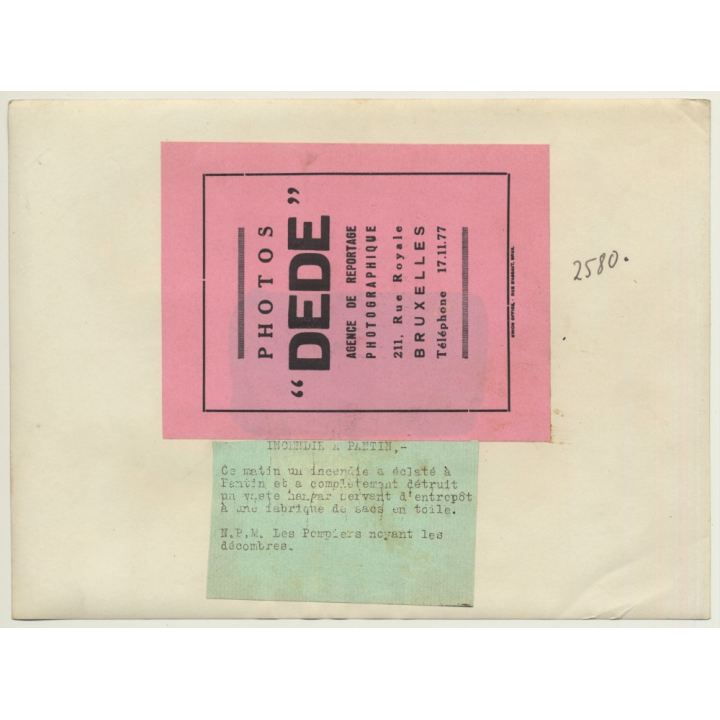 PHOTOS
"DEDE"
AGENCE DE REPORTAGE
PHOTOGRAPHIQUE
211, Rue Royale
BRUXELLES
Téléphone 17.11.77
2580.
INCENDIE A PANTIN.-
Ce matin un incendie a éclaté à
Pantin et a complètement détruit
un vaste hangar servant d'entropôt
à une fabrique de sacs en toile.
N.P.M. Les Pompiers noyant les
décombres.